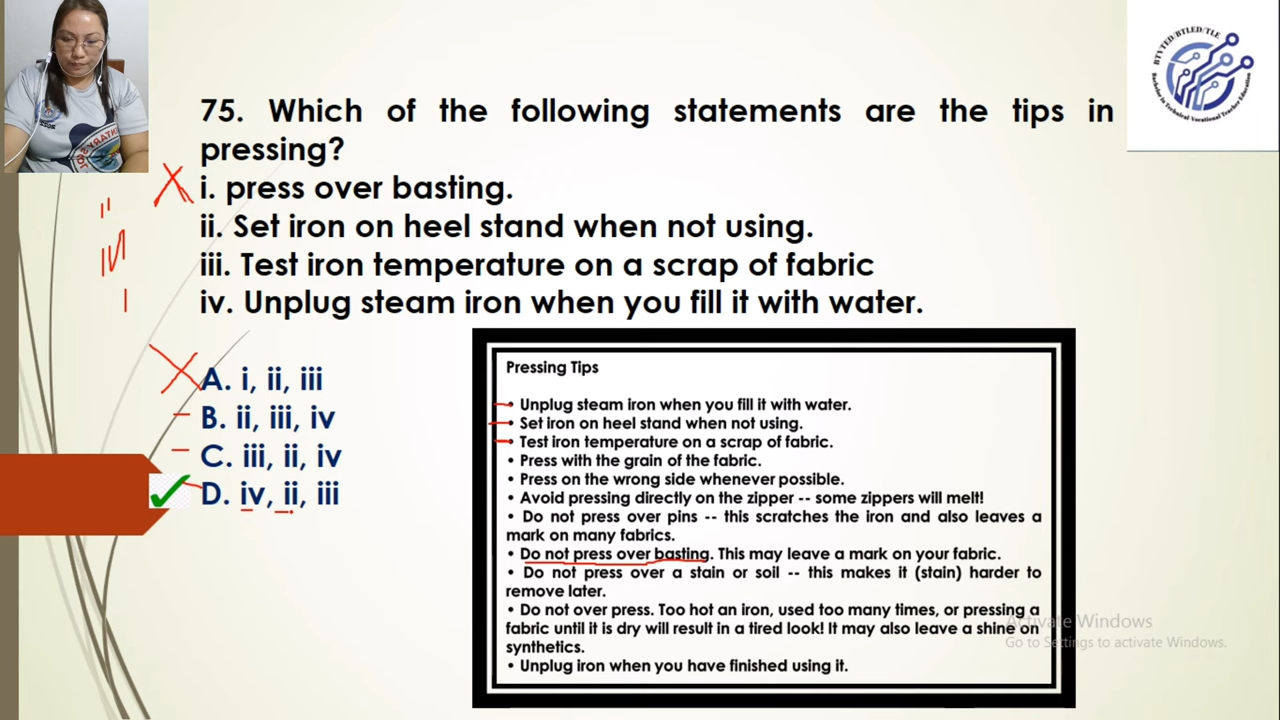 75. Which of the following statements are the tips in
pressing?
i. press over basting.
ii. Set iron on heel stand when not using.
iii. Test iron temperature on a scrap of fabric
iv. Unplug steam iron when you fill it with water.
A. i, ii, iii
B. ii, iii, iv
C. iii, ii, iv
D. iv, ii, iii
Pressing Tips
• Unplug steam iron when you fill it with water.
• Set iron on heel stand when not using.
• Test iron temperature on a scrap of fabric.
• Press with the grain of the fabric.
• Press on the wrong side whenever possible.
• Avoid pressing directly on the zipper -- some zippers will melt!
• Do not press over pins -- this scratches the iron and also leaves a
mark on many fabrics.
• Do not press over basting. This may leave a mark on your fabric.
• Do not press over a stain or soil -- this makes it (stain) harder to
remove later.
• Do not over press. Too hot an iron, used too many times, or pressing a
fabric until it is dry will result in a tired look! It may also leave a shine on
synthetics.
• Unplug iron when you have finished using it.
BTVTED/BTLED/TLE
Bachelor in Technical Vocational Teacher Education
Activate Windows
Go to Settings to activate Windows.